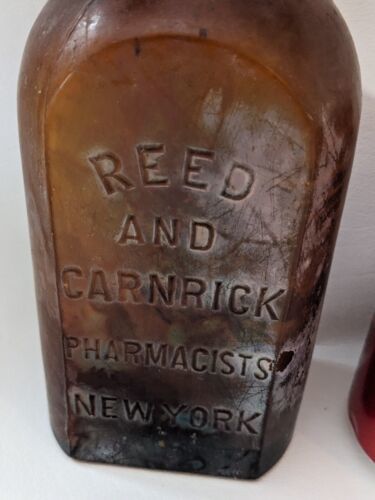 REED
AND
CARNRICK
PHARMACISTS
NEW YORK